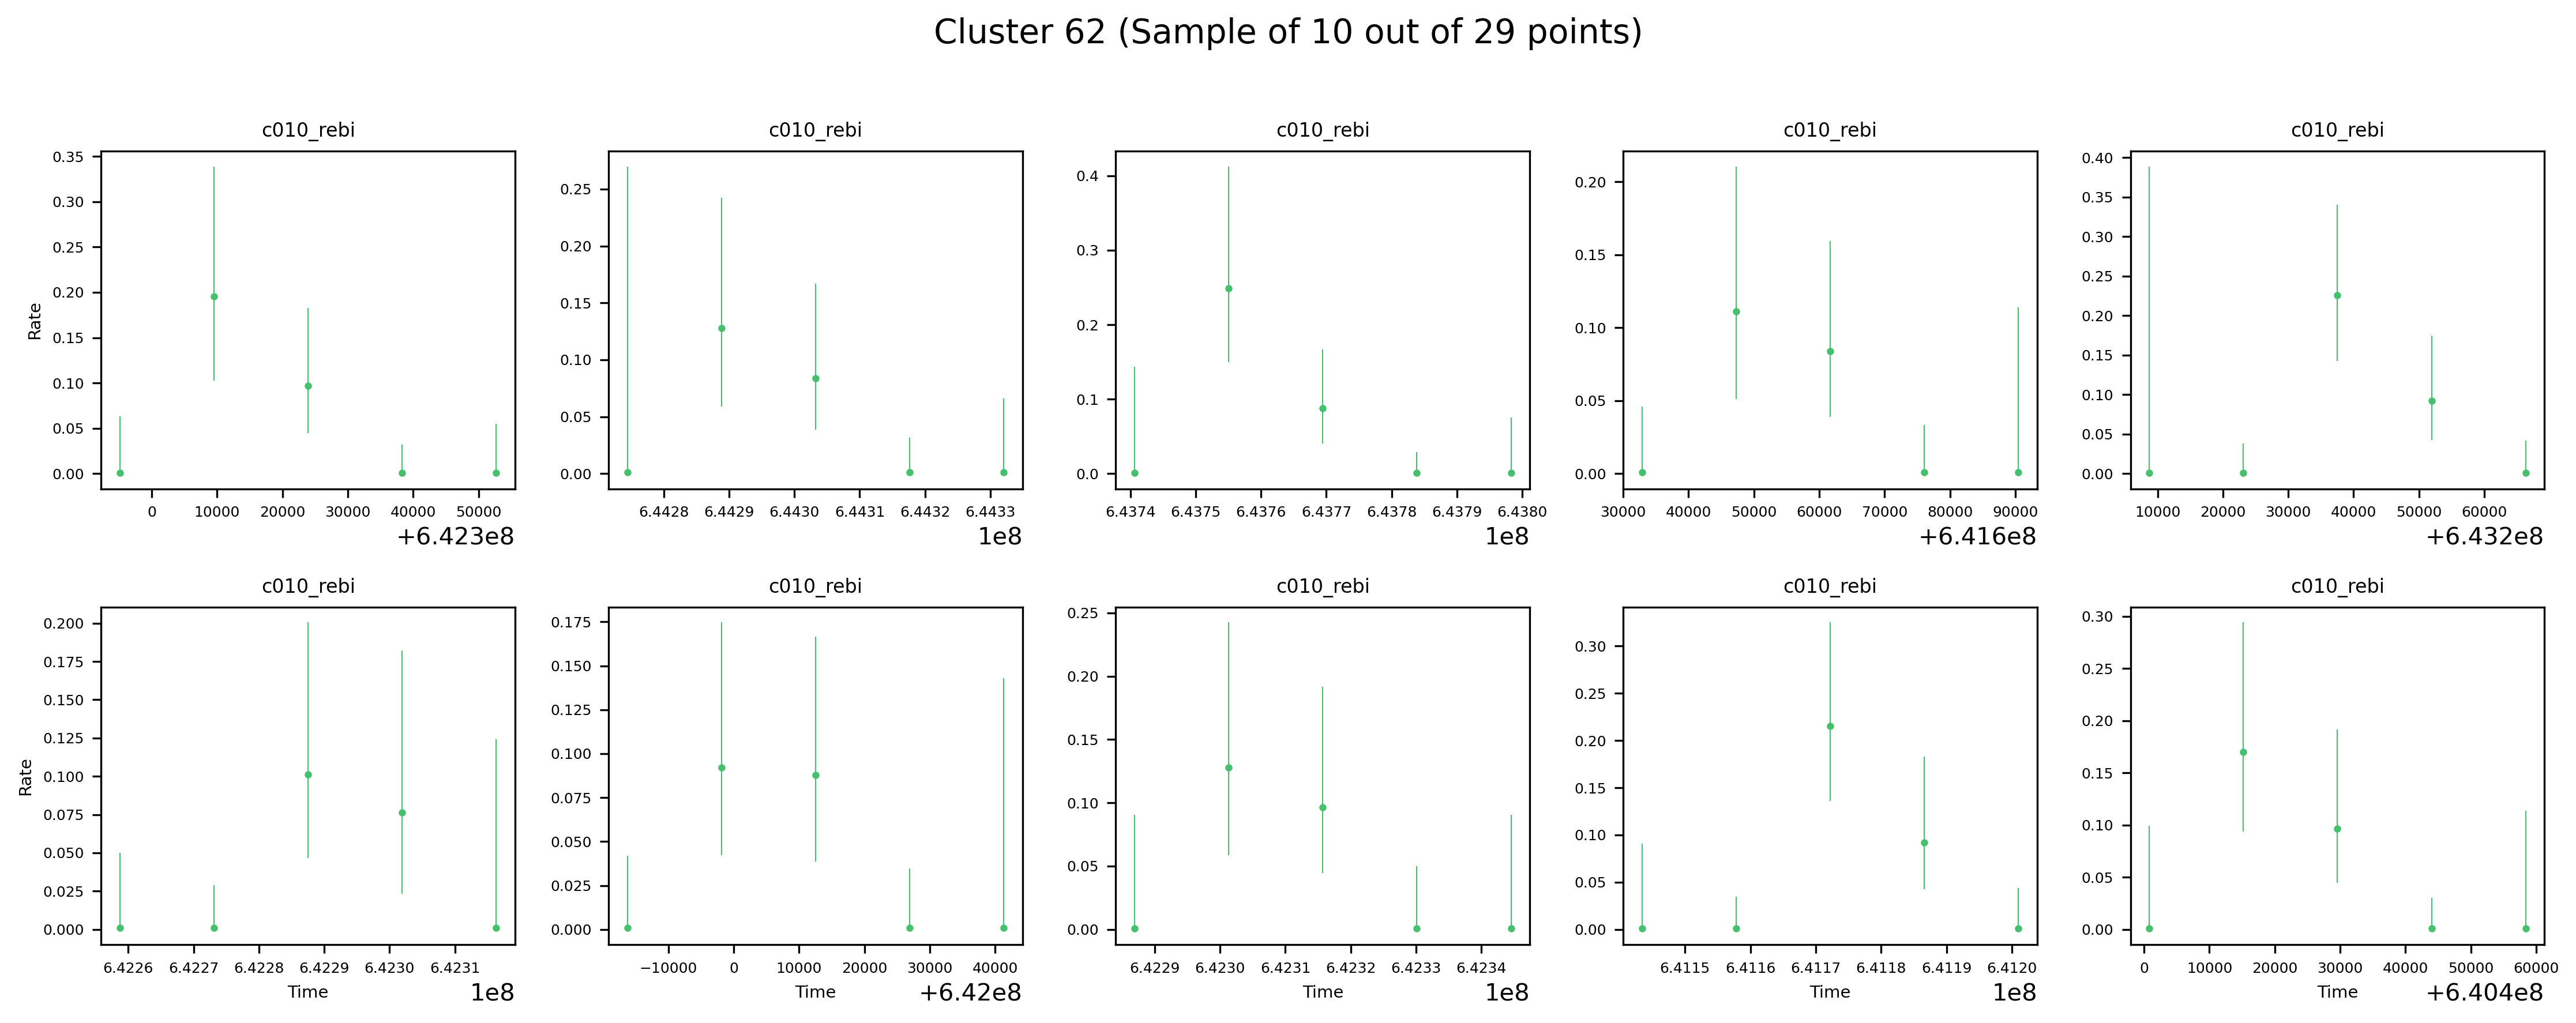 Cluster 62 (Sample of 10 out of 29 points)
c010_rebi c010_rebi c010_rebi c010_rebi c010_rebi
Rate
0.35
0.30
0.25
0.20
0.15
0.10
0.05
0.00
0 10000 20000 30000 40000 50000
+6.423e8
0.25
0.20
0.15
0.10
0.05
0.00
6.4428 6.4429 6.4430 6.4431 6.4432 6.4433
1e8
0.4
0.3
0.2
0.1
0.0
6.4374 6.4375 6.4376 6.4377 6.4378 6.4379 6.4380
1e8
0.20
0.15
0.10
0.05
0.00
30000 40000 50000 60000 70000 80000 90000
+6.416e8
0.40
0.35
0.30
0.25
0.20
0.15
0.10
0.05
0.00
10000 20000 30000 40000 50000 60000
+6.432e8
c010_rebi c010_rebi c010_rebi c010_rebi c010_rebi
Rate
0.200
0.175
0.150
0.125
0.100
0.075
0.050
0.025
0.000
6.4226 6.4227 6.4228 6.4229 6.4230 6.4231
Time
1e8
0.175
0.150
0.125
0.100
0.075
0.050
0.025
0.000
−10000 0 10000 20000 30000 40000
Time
+6.42e8
0.25
0.20
0.15
0.10
0.05
0.00
6.4229 6.4230 6.4231 6.4232 6.4233 6.4234
Time
1e8
0.30
0.25
0.20
0.15
0.10
0.05
0.00
6.4115 6.4116 6.4117 6.4118 6.4119 6.4120
Time
1e8
0.30
0.25
0.20
0.15
0.10
0.05
0.00
0 10000 20000 30000 40000 50000 60000
Time
+6.404e8